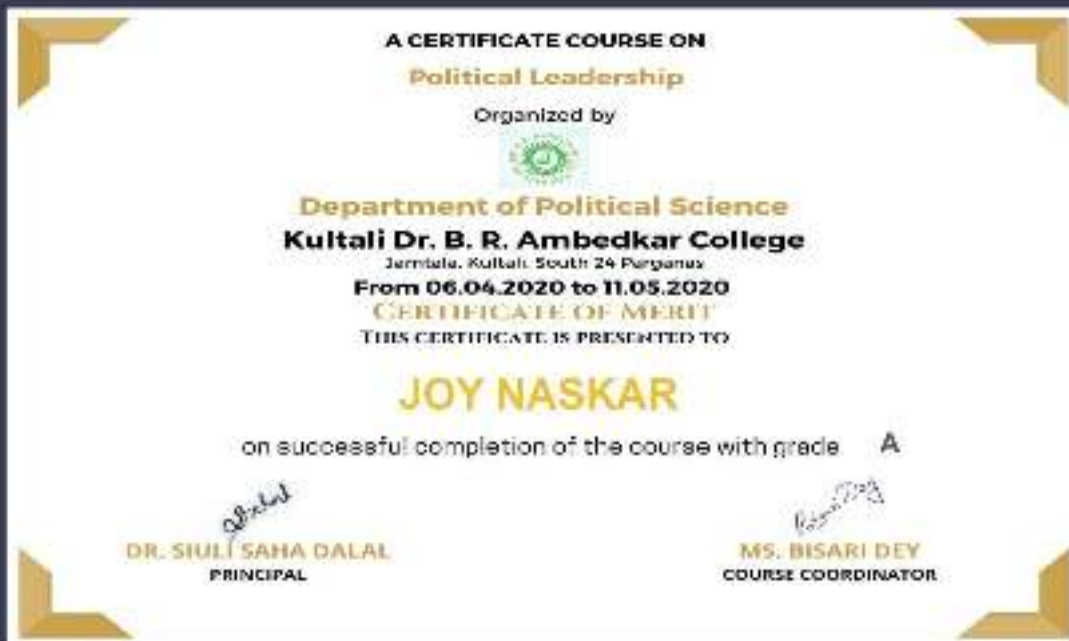 A CERTIFICATE COURSE ON
Political Leadership
Organized by
Department of Political Science
Kultali Dr. B. R. Ambedkar College
Jamtala, Kultali, South 24 Parganas
From 06.04.2020 to 11.05.2020
CERTIFICATE OF MERIT
THIS CERTIFICATE IS PRESENTED TO
JOY NASKAR
on successful completion of the course with grade A
DR. SIULI SAHA DALAL
PRINCIPAL
MS. BISARI DEY
COURSE COORDINATOR